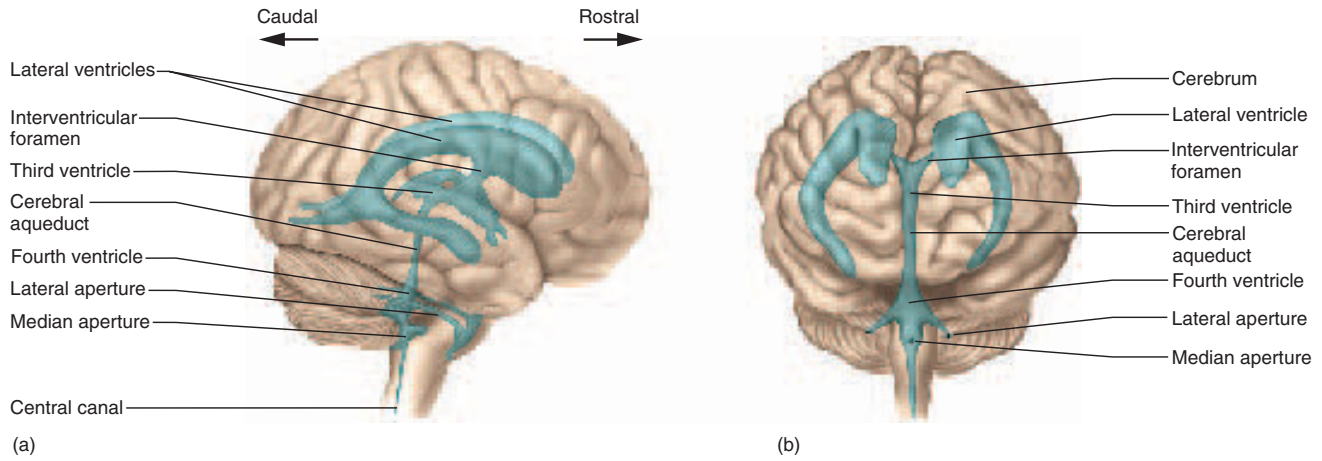 Caudal
Rostral
Lateral ventricles
Interventricular
foramen
Third ventricle
Cerebral
aqueduct
Fourth ventricle
Lateral aperture
Median aperture
Central canal
(a)
Cerebrum
Lateral ventricle
Interventricular
foramen
Third ventricle
Cerebral
aqueduct
Fourth ventricle
Lateral aperture
Median aperture
(b)